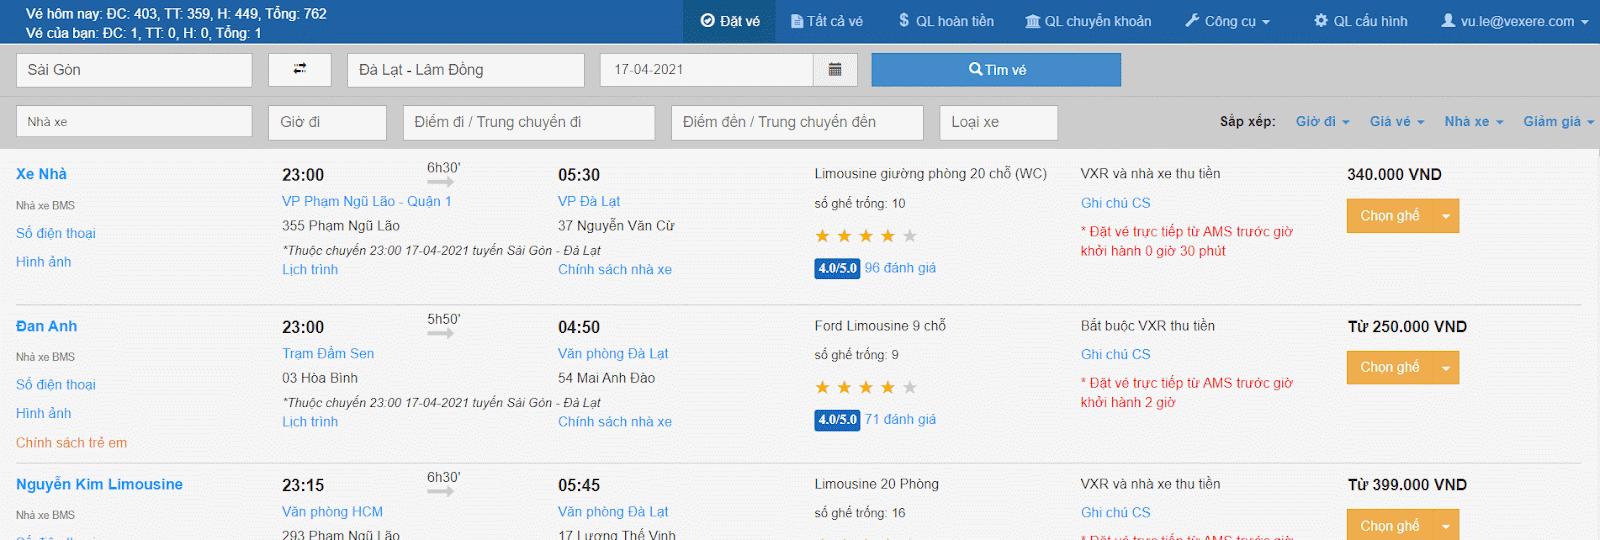 Vé hôm nay: ĐC: 403, TT: 359, H: 449, Tổng: 762
Vé của bạn: ĐC: 1, TT: 0, H: 0, Tổng: 1
Đặt vé Tất cả vé $ QL hoàn tiền QL chuyển khoản Công cụ QL cấu hình vu.le@vexere.com
Sài Gòn Đà Lạt - Lâm Đồng 17-04-2021 Tìm vé
Nhà xe Giờ đi Điểm đi / Trung chuyển đi Điểm đến / Trung chuyển đến Loại xe Sắp xếp: Giờ đi Giá vé Nhà xe Giảm giá
Xe Nhà 23:00 6h30' 05:30 Limousine giường phòng 20 chỗ (WC) VXR và nhà xe thu tiền 340.000 VND
Nhà xe BMS VP Phạm Ngũ Lão - Quận 1 VP Đà Lạt số ghế trống: 10 Ghi chú CS Chọn ghế
Số điện thoại 355 Phạm Ngũ Lão 37 Nguyễn Văn Cừ * Đặt vé trực tiếp từ AMS trước giờ
*Thuộc chuyến 23:00 17-04-2021 tuyến Sài Gòn - Đà Lạt khởi hành 0 giờ 30 phút
Hình ảnh Lịch trình Chính sách nhà xe 4.0/5.0 96 đánh giá
Đan Anh 23:00 5h50' 04:50 Ford Limousine 9 chỗ Bắt buộc VXR thu tiền Từ 250.000 VND
Nhà xe BMS Trạm Đầm Sen Văn phòng Đà Lạt số ghế trống: 9 Ghi chú CS Chọn ghế
Số điện thoại 03 Hòa Bình 54 Mai Anh Đào * Đặt vé trực tiếp từ AMS trước giờ
*Thuộc chuyến 23:00 17-04-2021 tuyến Sài Gòn - Đà Lạt khởi hành 2 giờ
Hình ảnh Lịch trình Chính sách nhà xe 4.0/5.0 71 đánh giá
Chính sách trẻ em
Nguyễn Kim Limousine 23:15 6h30' 05:45 Limousine 20 Phòng VXR và nhà xe thu tiền Từ 399.000 VND
Nhà xe BMS Văn phòng HCM Văn phòng Đà Lạt số ghế trống: 16 Ghi chú CS Chọn ghế
293 Phạm Ngũ Lão 17 Lương Thế Vinh